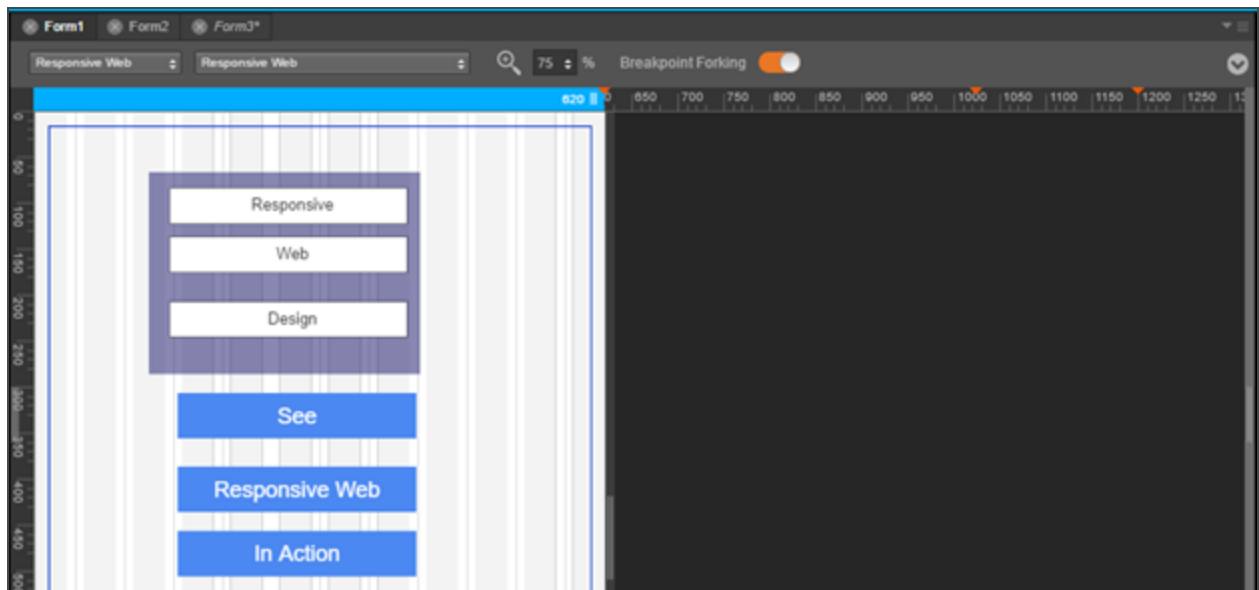 Form1 Form2 Form3*
Responsive Web Responsive Web 75 % Breakpoint Forking
620 650 700 750 800 850 900 950 1000 1050 1100 1150 1200 1250
0
50
100
150
200
250
300
350
400
450
Responsive
Web
Design
See
Responsive Web
In Action